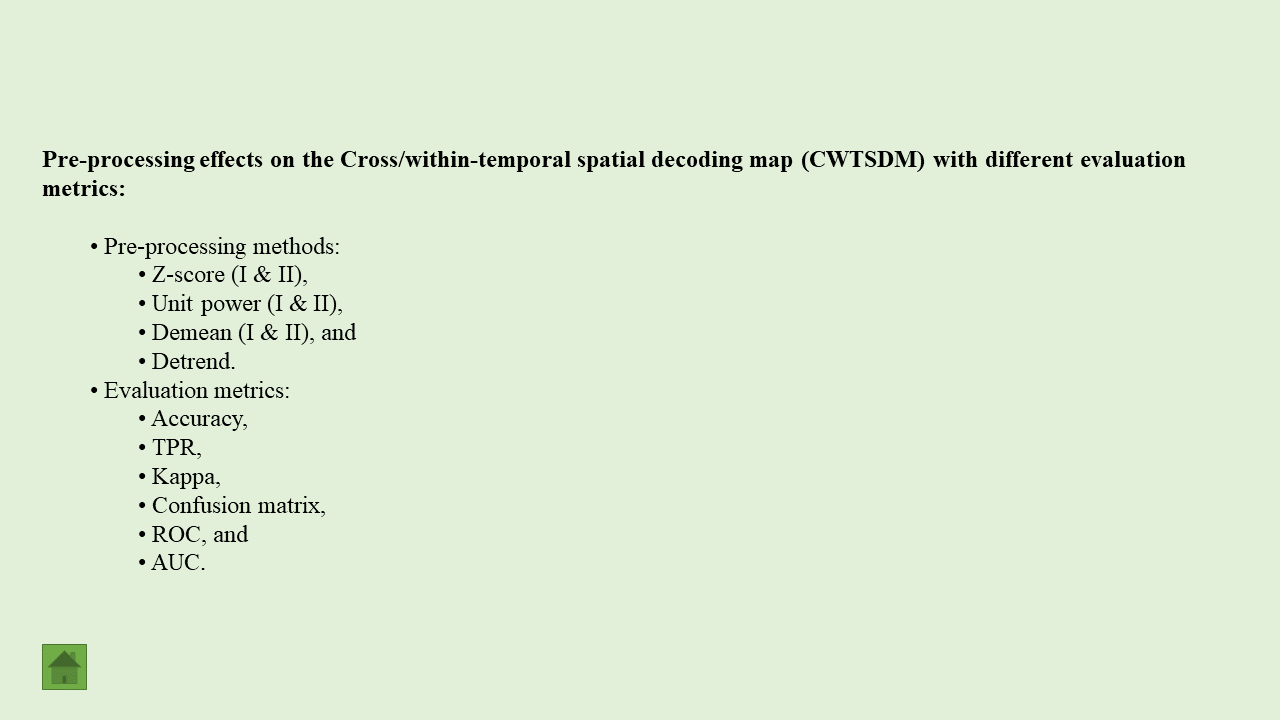 Pre-processing effects on the Cross/within-temporal spatial decoding map (CWTSDM) with different evaluation
metrics:
• Pre-processing methods:
• Z-score (I & II),
• Unit power (I & II),
• Demean (I & II), and
• Detrend.
• Evaluation metrics:
• Accuracy,
• TPR,
• Kappa,
• Confusion matrix,
• ROC, and
• AUC.